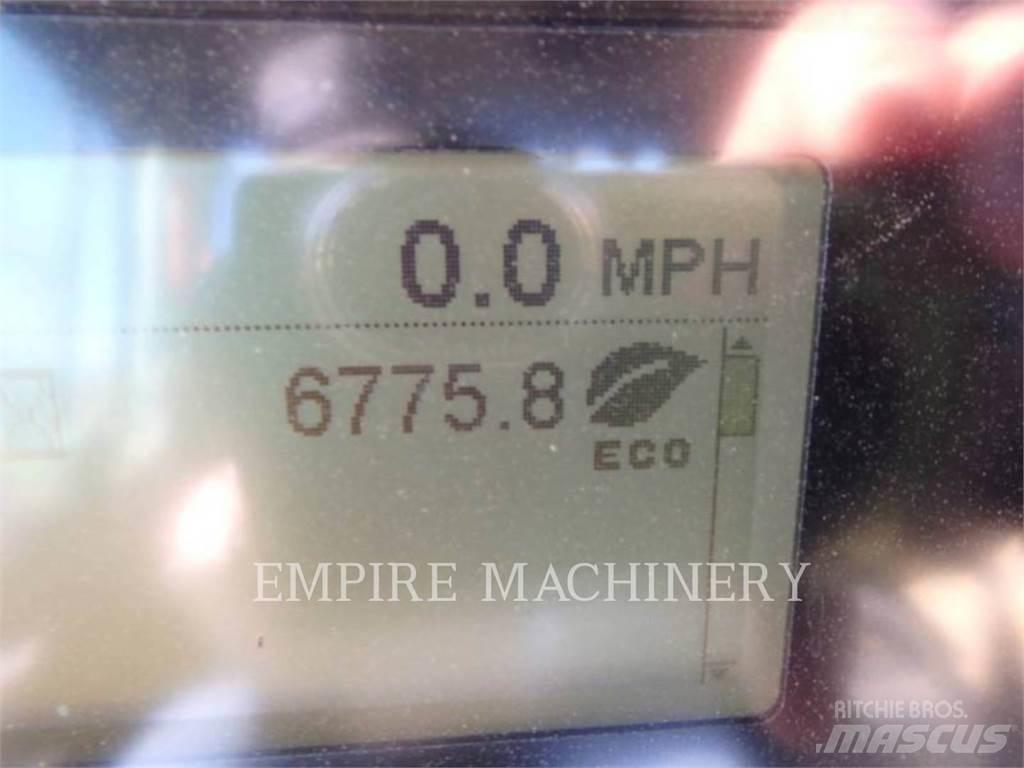 0.0 MPH
6775.8
ECO
EMPIRE MACHINERY
RITCHIE BROS.
MASCUS